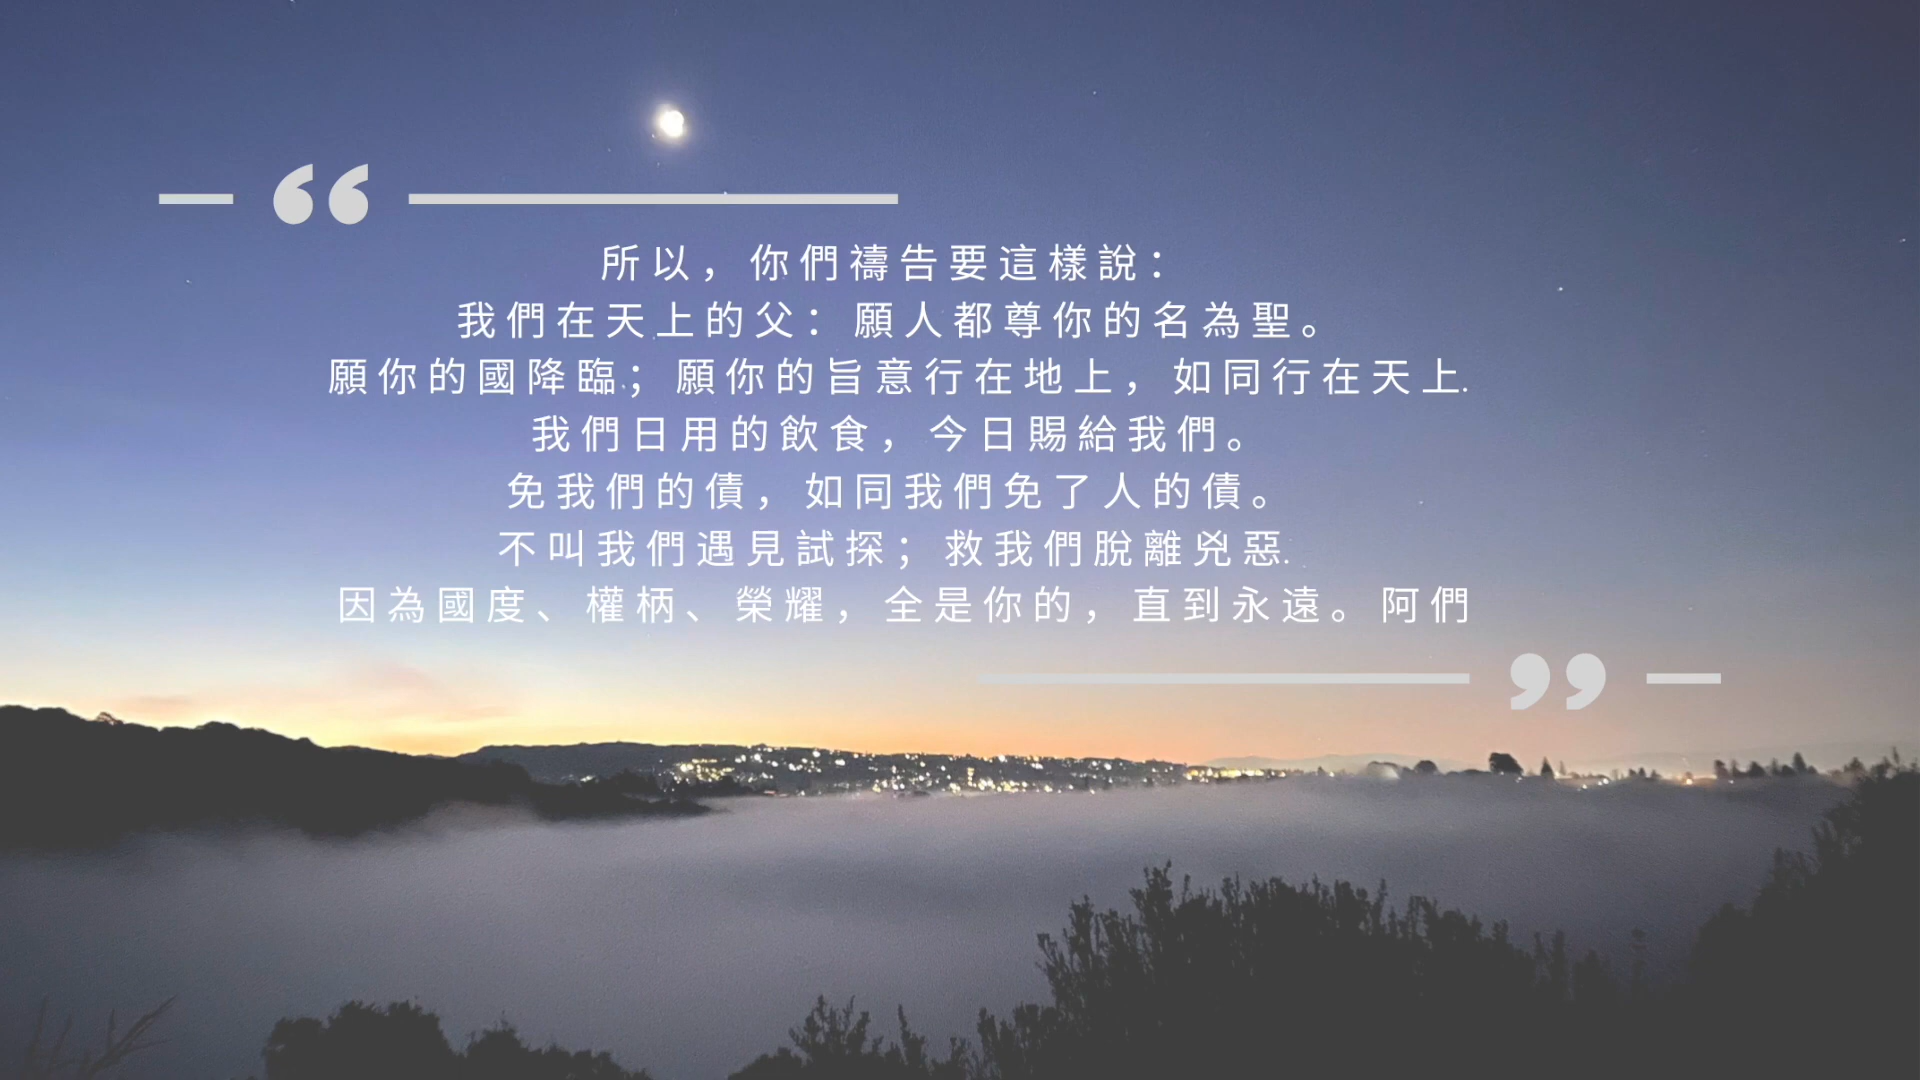 所以，你們禱告要這樣說：
我們在天上的父：願人都尊你的名為聖。
願你的國降臨；願你的旨意行在地上，如同行在天上.
我們日用的飲食，今日賜給我們。
免我們的債，如同我們免了人的債。
不叫我們遇見試探；救我們脫離兇惡.
因為國度、權柄、榮耀，全是你的，直到永遠。阿們